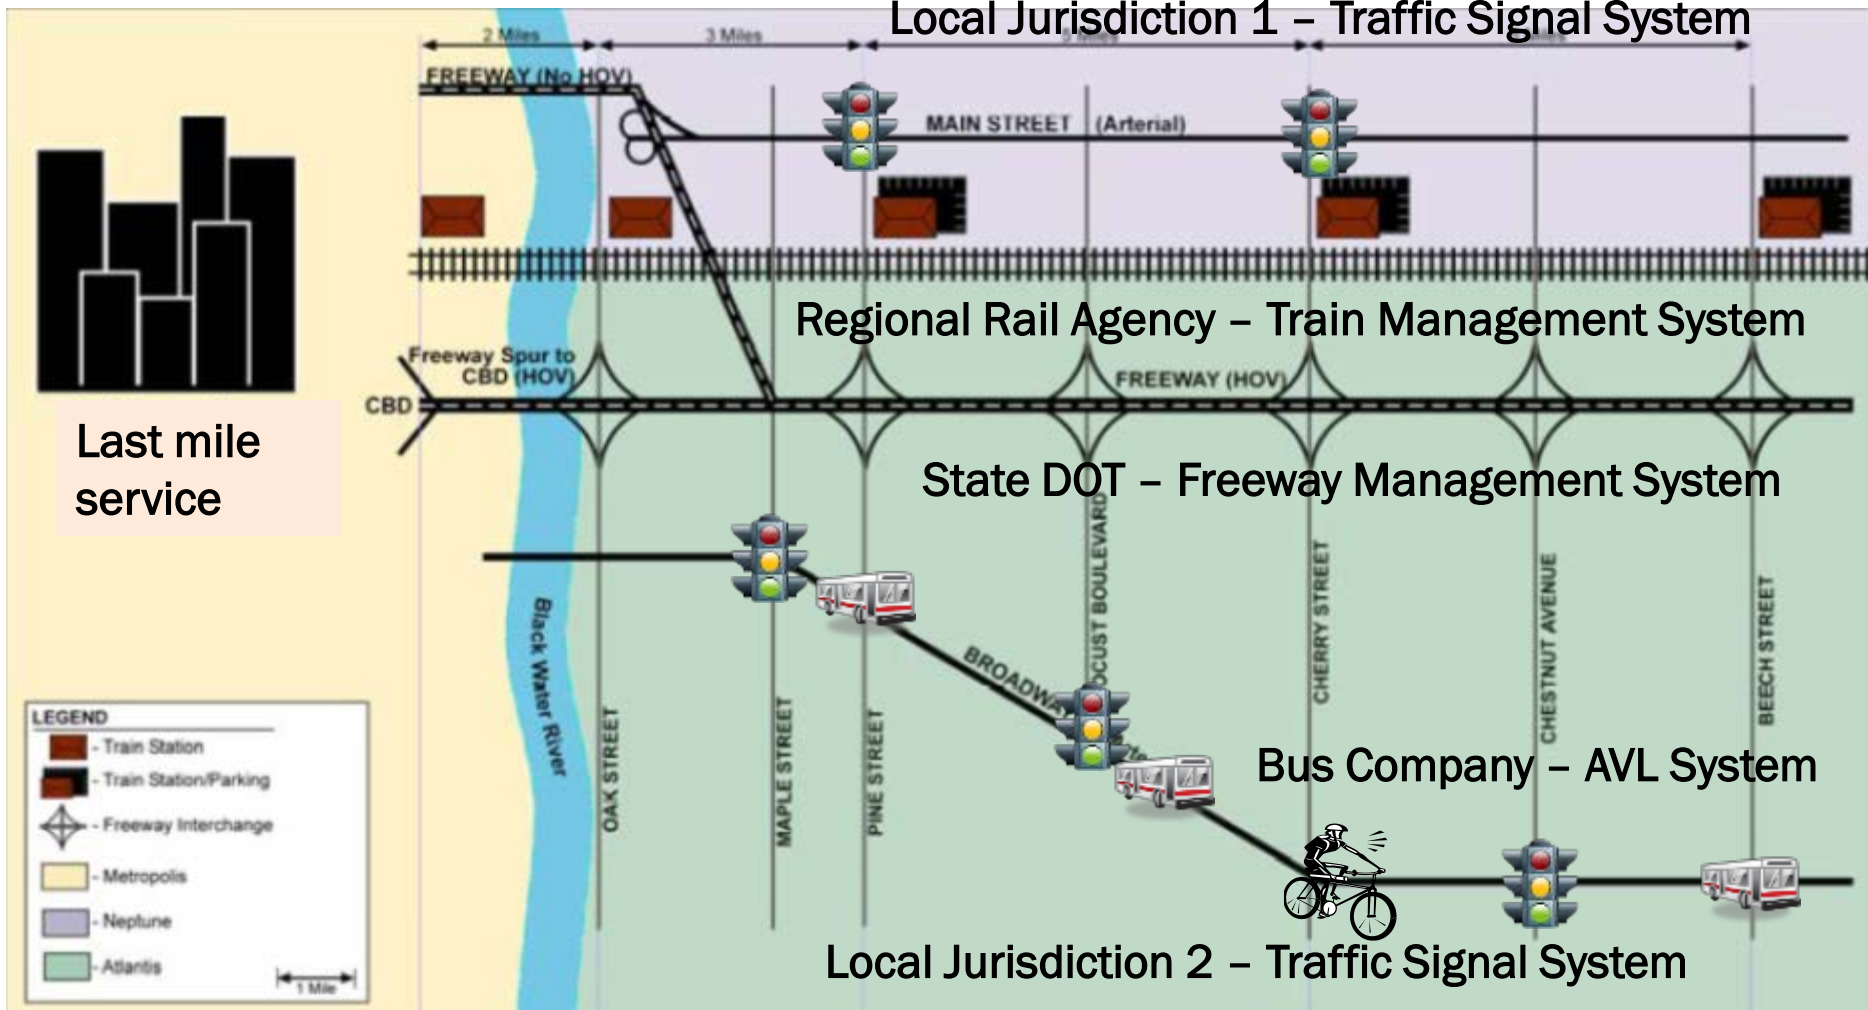 Local Jurisdiction 1 – Traffic Signal System
2 Miles
3 Miles
Miles
FREEWAY (No HOV)
MAIN STREET (Arterial)
Regional Rail Agency – Train Management System
Freeway Spur to
CBD (HOV)
FREEWAY (HOV)
CBD
Last mile
service
State DOT – Freeway Management System
Black Water River
OAK STREET
MAPLE STREET
PINE STREET
BROADWAY
OCUST BOULEVARD
CHERRY STREET
CHESTNUT AVENUE
BEECH STREET
Bus Company – AVL System
Local Jurisdiction 2 – Traffic Signal System
LEGEND
- Train Station
- Train Station/Parking
- Freeway Interchange
- Metropolis
- Neptune
- Atlantis
1 Mile